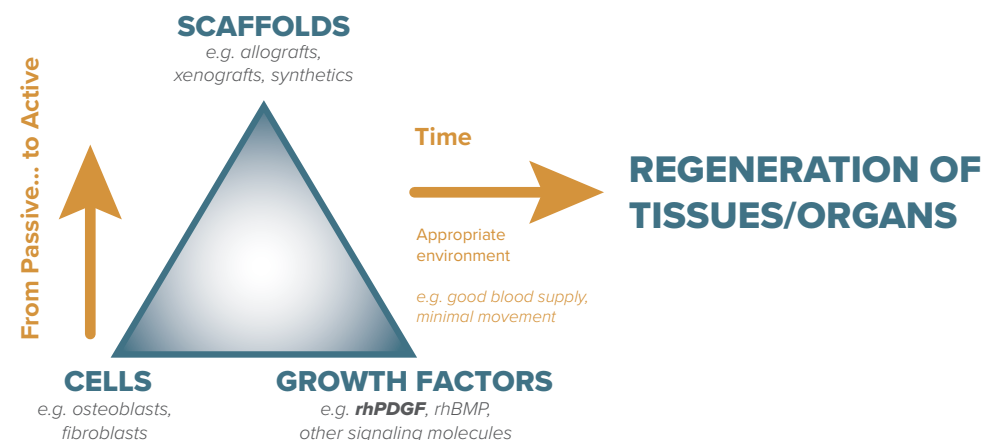 SCAFFOLDS
e.g. allografts,
xenografts, synthetics
From Passive... to Active
Time
Appropriate
environment
e.g. good blood supply,
minimal movement
REGENERATION OF
TISSUES/ORGANS
CELLS
e.g. osteoblasts,
fibroblasts
GROWTH FACTORS
e.g. rhPDGF, rhBMP,
other signaling molecules